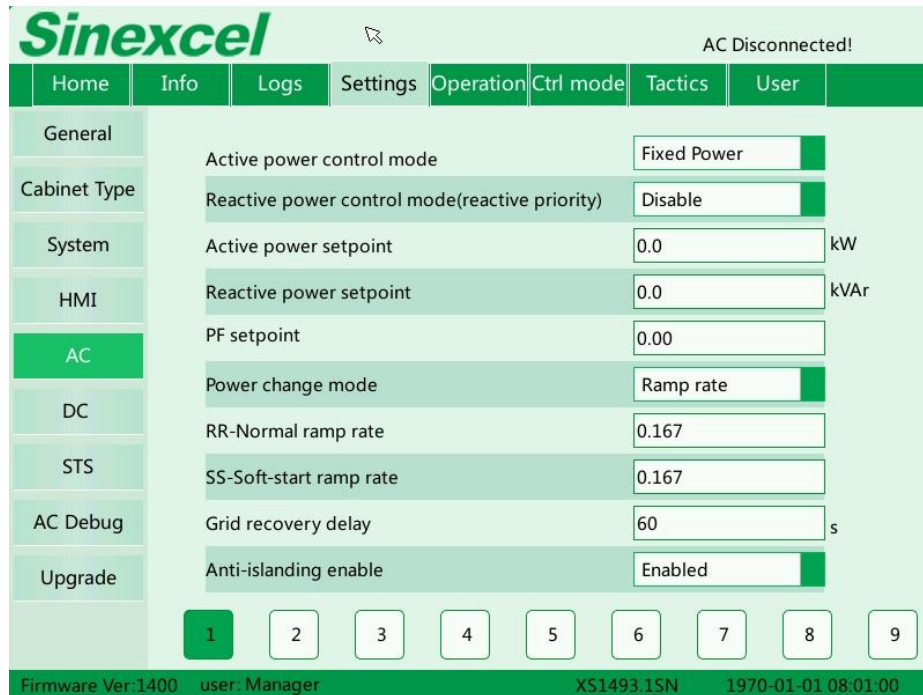 Sinexcel
AC Disconnected!
Home Info Logs Settings Operation Ctrl mode Tactics User
General
Cabinet Type
System
HMI
AC
DC
STS
AC Debug
Upgrade
Active power control mode Fixed Power
Reactive power control mode(reactive priority) Disable
Active power setpoint 0.0 kW
Reactive power setpoint 0.0 kVAr
PF setpoint 0.00
Power change mode Ramp rate
RR-Normal ramp rate 0.167
SS-Soft-start ramp rate 0.167
Grid recovery delay 60 s
Anti-islanding enable Enabled
1 2 3 4 5 6 7 8 9
Firmware Ver:1400 user: Manager XS1493.1SN 1970-01-01 08:01:00